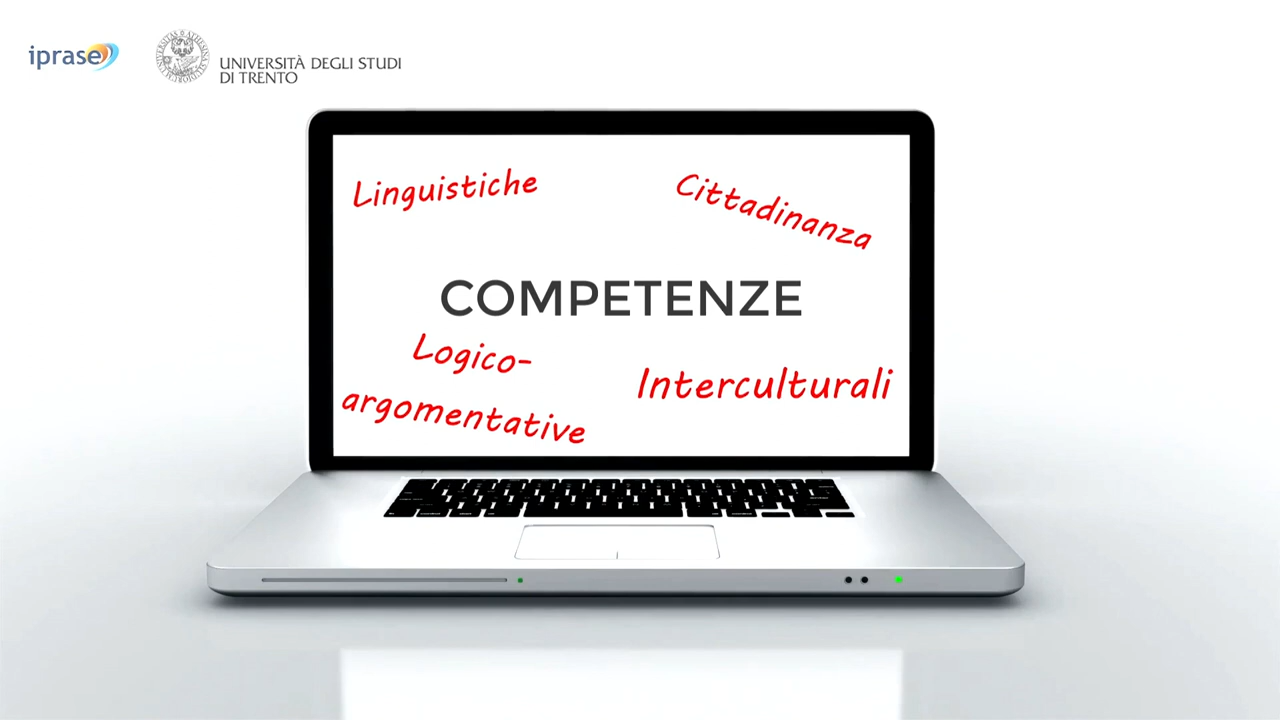 iprase
UNIVERSITÀ DEGLI STUDI
DI TRENTO
Linguistiche
Cittadinanza
COMPETENZE
Logico-
argomentative
Interculturali